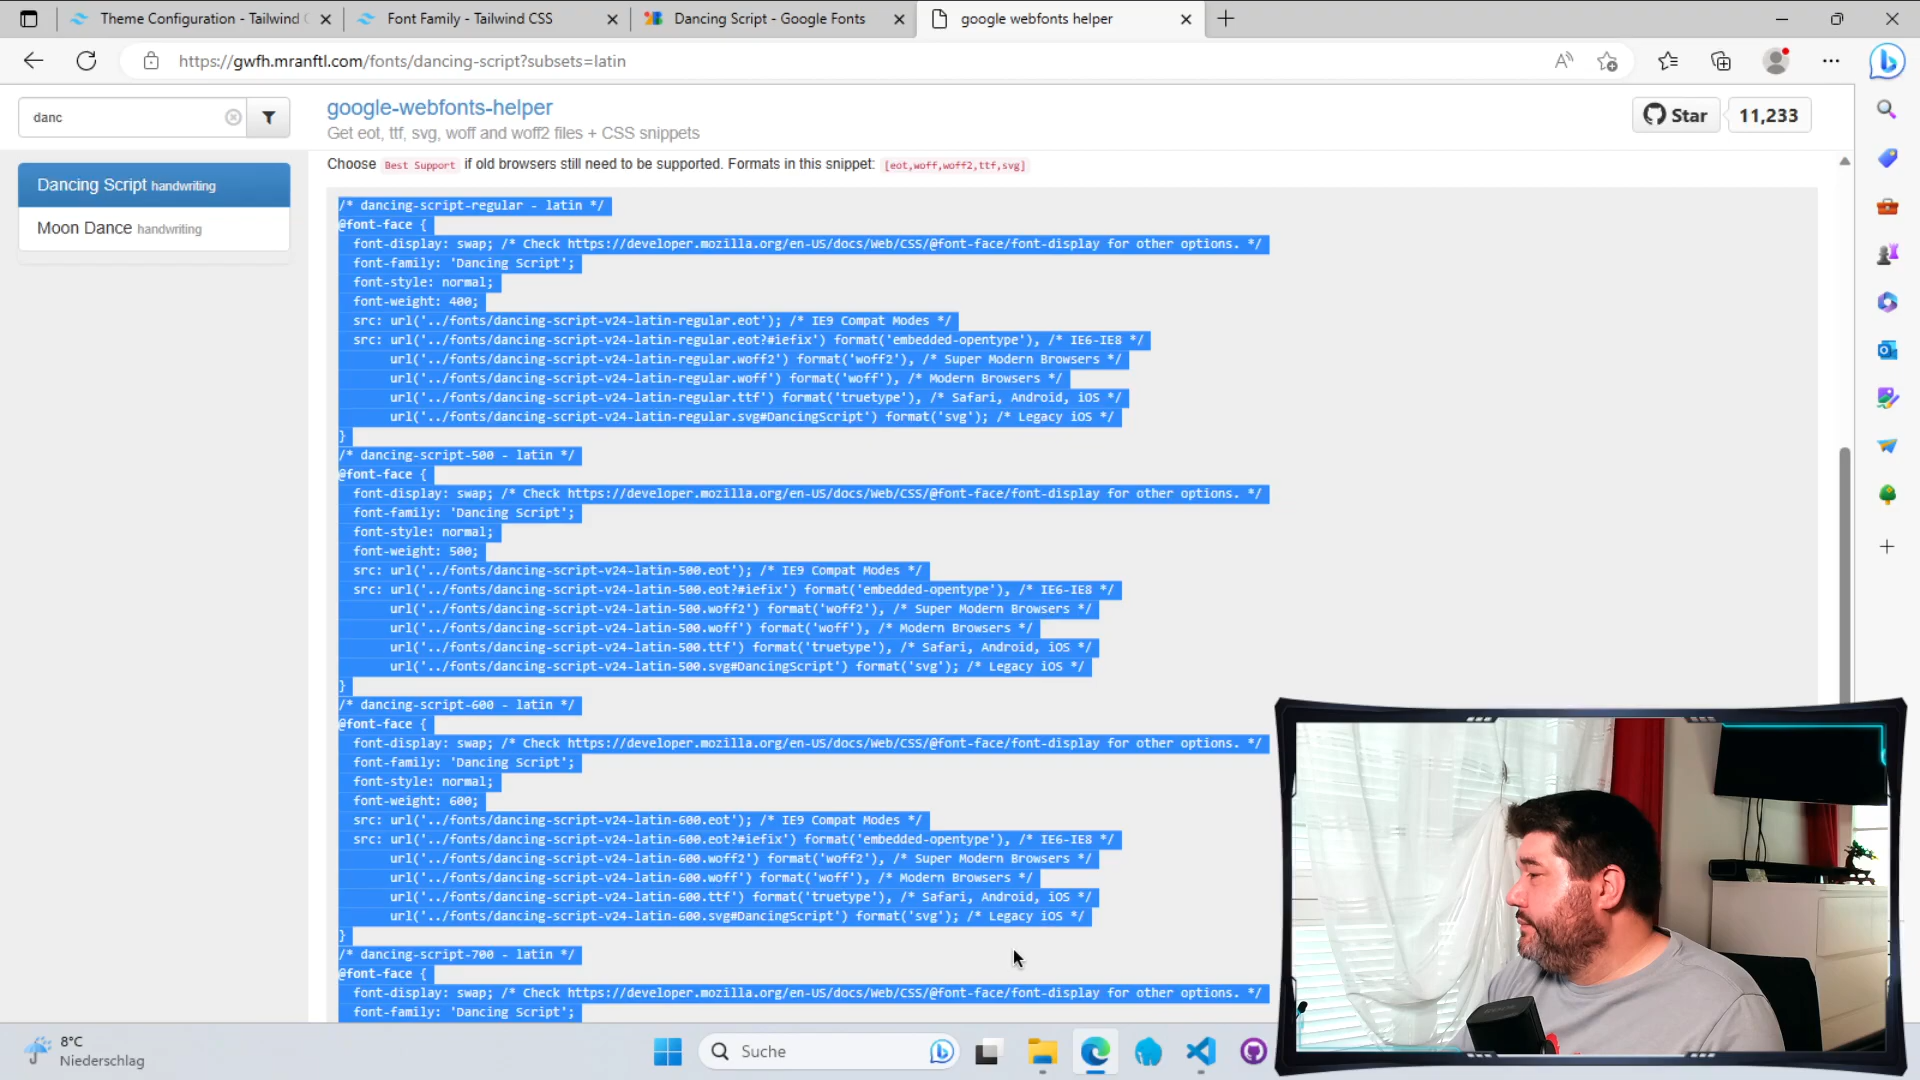 Theme Configuration - Tailwind C
Font Family - Tailwind CSS
Dancing Script - Google Fonts
google webfonts helper
https://gwfh.mranftl.com/fonts/dancing-script?subsets=latin
danc
google-webfonts-helper
Get eot, ttf, svg, woff and woff2 files + CSS snippets
Star
11,233
Dancing Script handwriting
Moon Dance handwriting
Choose Best Support if old browsers still need to be supported. Formats in this snippet: [eot,woff,woff2,ttf,svg]
/* dancing-script-regular - latin */
@font-face {
font-display: swap; /* Check https://developer.mozilla.org/en-US/docs/Web/CSS/@font-face/font-display for other options. */
font-family: 'Dancing Script';
font-style: normal;
font-weight: 400;
src: url('../fonts/dancing-script-v24-latin-regular.eot'); /* IE9 Compat Modes */
src: url('../fonts/dancing-script-v24-latin-regular.eot?#iefix') format('embedded-opentype'), /* IE6-IE8 */
url('../fonts/dancing-script-v24-latin-regular.woff2') format('woff2'), /* Super Modern Browsers */
url('../fonts/dancing-script-v24-latin-regular.woff') format('woff'), /* Modern Browsers */
url('../fonts/dancing-script-v24-latin-regular.ttf') format('truetype'), /* Safari, Android, iOS */
url('../fonts/dancing-script-v24-latin-regular.svg#DancingScript') format('svg'); /* Legacy iOS */
}
/* dancing-script-500 - latin */
@font-face {
font-display: swap; /* Check https://developer.mozilla.org/en-US/docs/Web/CSS/@font-face/font-display for other options. */
font-family: 'Dancing Script';
font-style: normal;
font-weight: 500;
src: url('../fonts/dancing-script-v24-latin-500.eot'); /* IE9 Compat Modes */
src: url('../fonts/dancing-script-v24-latin-500.eot?#iefix') format('embedded-opentype'), /* IE6-IE8 */
url('../fonts/dancing-script-v24-latin-500.woff2') format('woff2'), /* Super Modern Browsers */
url('../fonts/dancing-script-v24-latin-500.woff') format('woff'), /* Modern Browsers */
url('../fonts/dancing-script-v24-latin-500.ttf') format('truetype'), /* Safari, Android, iOS */
url('../fonts/dancing-script-v24-latin-500.svg#DancingScript') format('svg'); /* Legacy iOS */
}
/* dancing-script-600 - latin */
@font-face {
font-display: swap; /* Check https://developer.mozilla.org/en-US/docs/Web/CSS/@font-face/font-display for other options. */
font-family: 'Dancing Script';
font-style: normal;
font-weight: 600;
src: url('../fonts/dancing-script-v24-latin-600.eot'); /* IE9 Compat Modes */
src: url('../fonts/dancing-script-v24-latin-600.eot?#iefix') format('embedded-opentype'), /* IE6-IE8 */
url('../fonts/dancing-script-v24-latin-600.woff2') format('woff2'), /* Super Modern Browsers */
url('../fonts/dancing-script-v24-latin-600.woff') format('woff'), /* Modern Browsers */
url('../fonts/dancing-script-v24-latin-600.ttf') format('truetype'), /* Safari, Android, iOS */
url('../fonts/dancing-script-v24-latin-600.svg#DancingScript') format('svg'); /* Legacy iOS */
}
/* dancing-script-700 - latin */
@font-face {
font-display: swap; /* Check https://developer.mozilla.org/en-US/docs/Web/CSS/@font-face/font-display for other options. */
font-family: 'Dancing Script';
8°C
Niederschlag
Suche